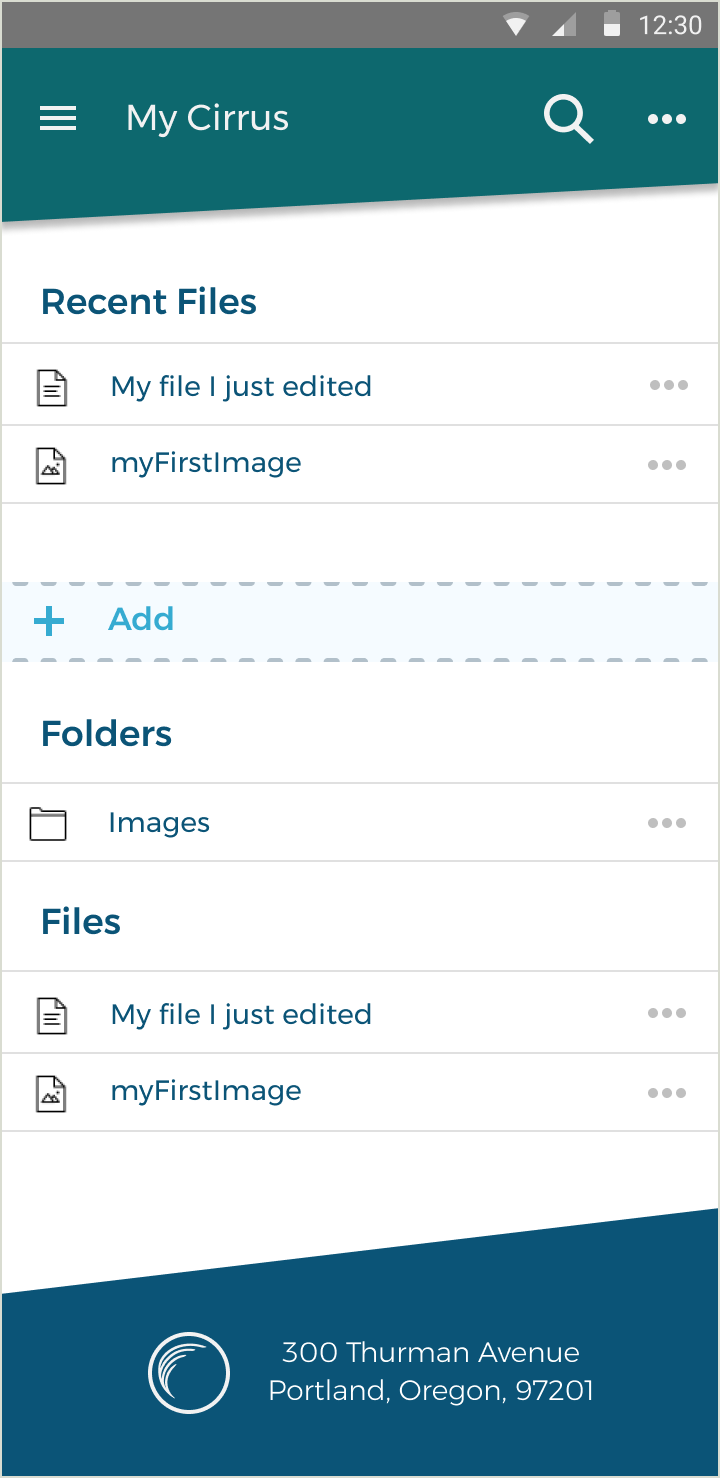 12:30
My Cirrus
Recent Files
My file I just edited
myFirstImage
Add
Folders
Images
Files
My file I just edited
myFirstImage
300 Thurman Avenue
Portland, Oregon, 97201